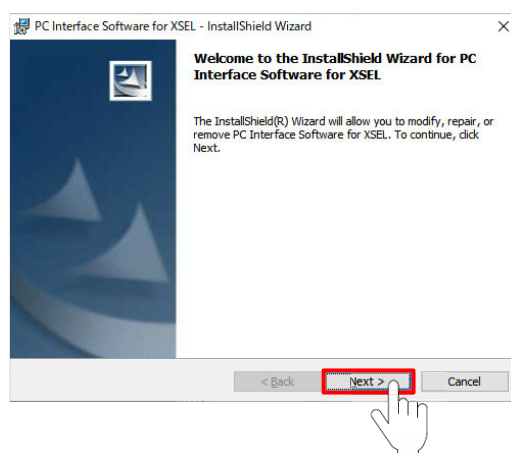 PC Interface Software for XSEL - InstallShield Wizard
Welcome to the InstallShield Wizard for PC
Interface Software for XSEL
The InstallShield(R) Wizard will allow you to modify, repair, or
remove PC Interface Software for XSEL. To continue, click
Next.
< Back Next > Cancel